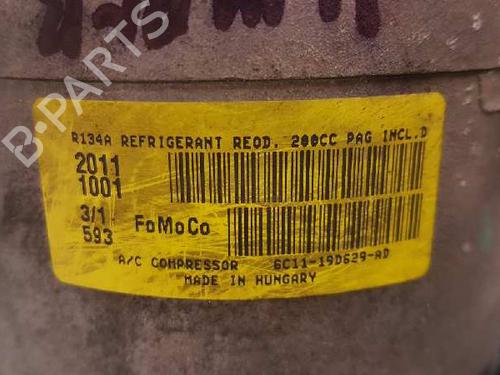 B-PARTS
R134A REFRIGERANT REOD. 200CC PAG INCL.D
2011
1001
3/1
593
FoMoCo
A/C COMPRESSOR 6C11-19D629-AD
MADE IN HUNGARY